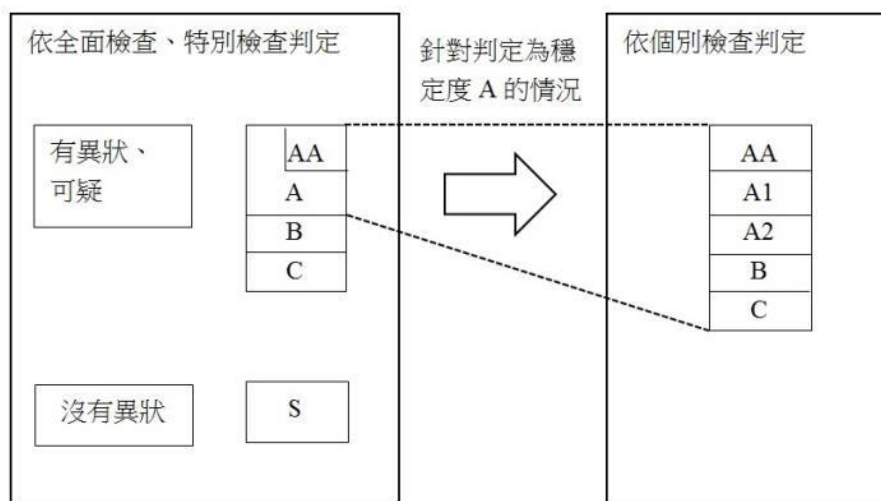 依全面檢查、特別檢查判定
有異狀、
可疑
AA
A
B
C
沒有異狀
S
針對判定為穩
定度 A 的情況
依個別檢查判定
AA
A1
A2
B
C